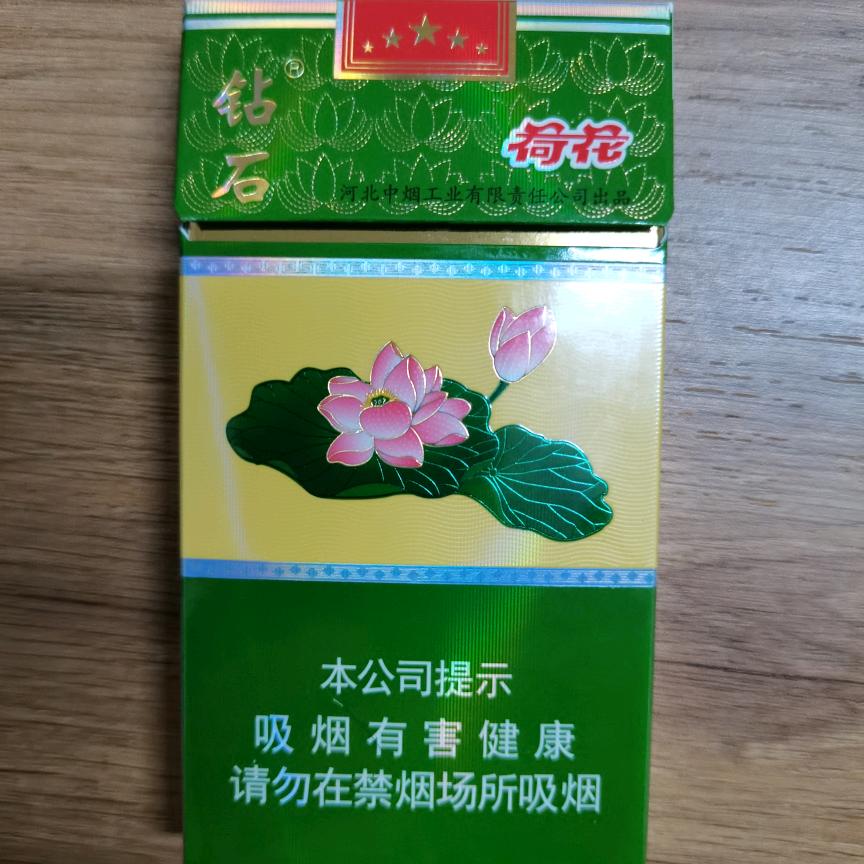 钻石®
荷花
河北中烟工业有限责任公司出品
本公司提示
吸烟有害健康
请勿在禁烟场所吸烟